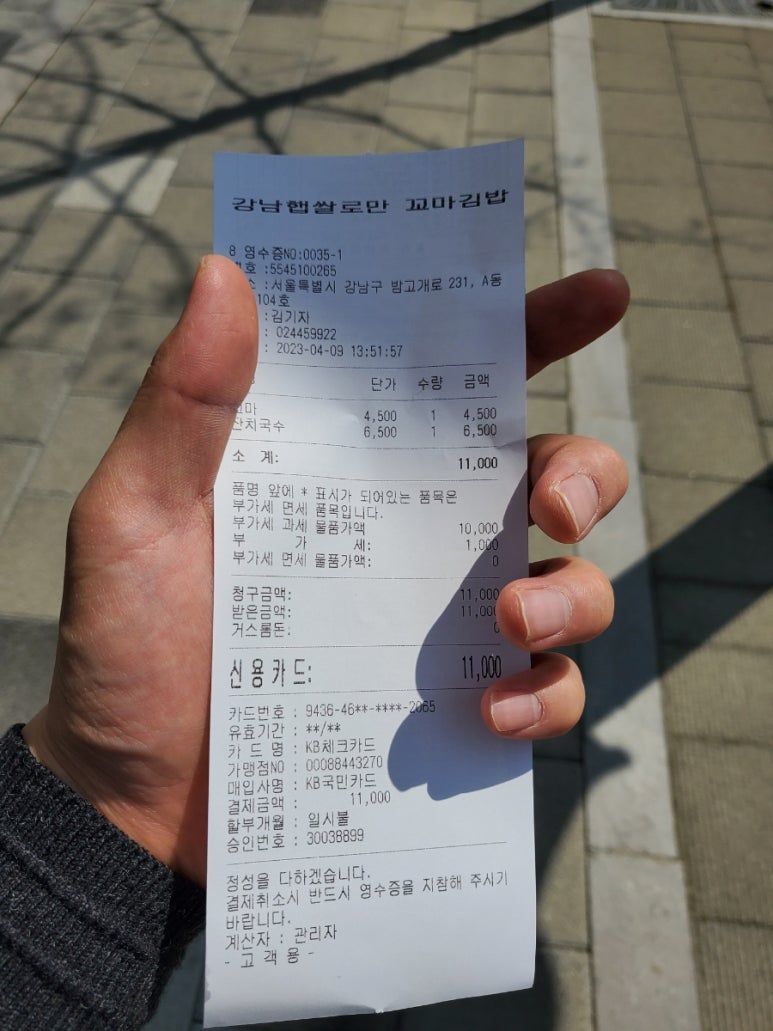 강남햅쌀로만 꼬마김밥
8 영수증NO:0035-1
호 :5545100265
:서울특별시 강남구 밤고개로 231, A동
104호
:김기자
: 024459922
: 2023-04-09 13:51:57
단가 수량 금액
4,500 1 4,500
잔치국수 6,500 1 6,500
소 계: 11,000
품명 앞에 * 표시가 되어있는 품목은
부가세 면세 품목입니다.
부가세 과세 물품가액 10,000
부 가 세: 1,000
부가세 면세 물품가액: 0
청구금액: 11,000
받은금액: 11,000
거스름돈: 0
신용카드: 11,000
카드번호 : 9436-46**-****-2065
유효기간 : **/**
카 드 명 : KB체크카드
가맹점NO : 00088443270
매입사명 : KB국민카드
결제금액 : 11,000
할부개월 : 일시불
승인번호 : 30038899
정성을 다하겠습니다.
결제취소시 반드시 영수증을 지참해 주시기
바랍니다.
계산자 : 관리자
- 고 객 용 -